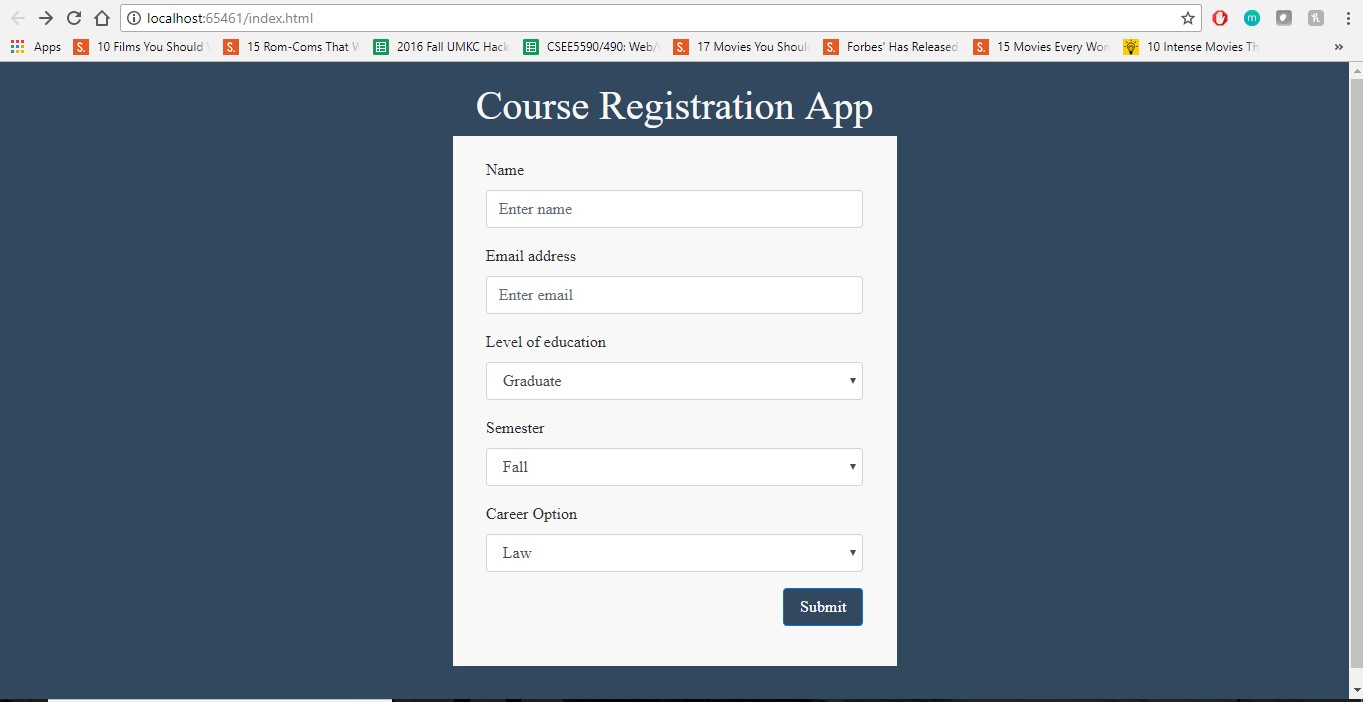 localhost:65461/index.html
Apps S. 10 Films You Should S. 15 Rom-Coms That 2016 Fall UMKC Hack CSEE5590/490: Web/ S. 17 Movies You Shoul S. Forbes' Has Released S. 15 Movies Every Wom 10 Intense Movies Th »
Course Registration App
Name
Enter name
Email address
Enter email
Level of education
Graduate
Semester
Fall
Career Option
Law
Submit